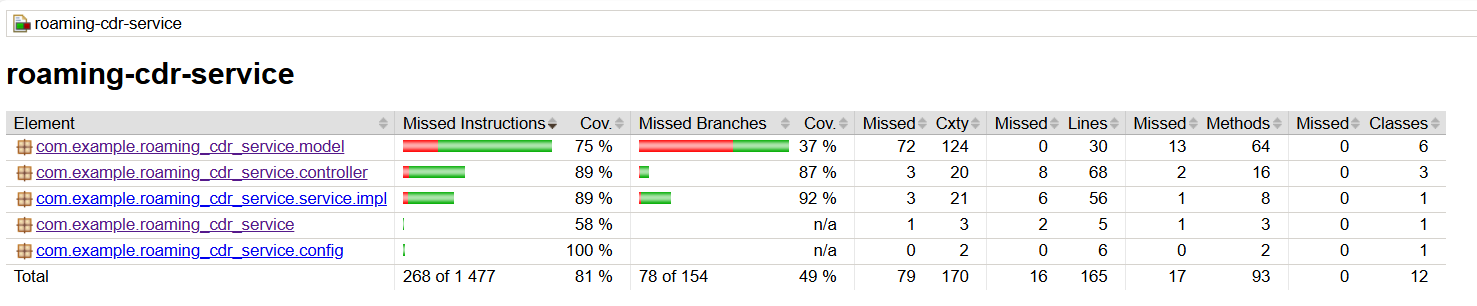 roaming-cdr-service
roaming-cdr-service
Element Missed Instructions Cov. Missed Branches Cov. Missed Cxty Missed Lines Missed Methods Missed Classes
com.example.roaming_cdr_service.model 75 % 37 % 72 124 0 30 13 64 0 6
com.example.roaming_cdr_service.controller 89 % 87 % 3 20 8 68 2 16 0 3
com.example.roaming_cdr_service.service.impl 89 % 92 % 3 21 6 56 1 8 0 1
com.example.roaming_cdr_service 58 % n/a 1 3 2 5 1 3 0 1
com.example.roaming_cdr_service.config 100 % n/a 0 2 0 6 0 2 0 1
Total 268 of 1 477 81 % 78 of 154 49 % 79 170 16 165 17 93 0 12